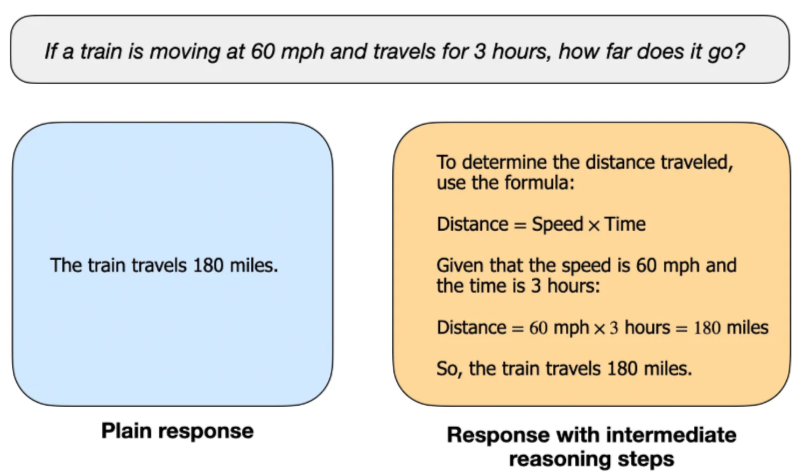 If a train is moving at 60 mph and travels for 3 hours, how far does it go?
The train travels 180 miles.
Plain response
To determine the distance traveled,
use the formula:
Distance = Speed × Time
Given that the speed is 60 mph and
the time is 3 hours:
Distance = 60 mph × 3 hours = 180 miles
So, the train travels 180 miles.
Response with intermediate
reasoning steps